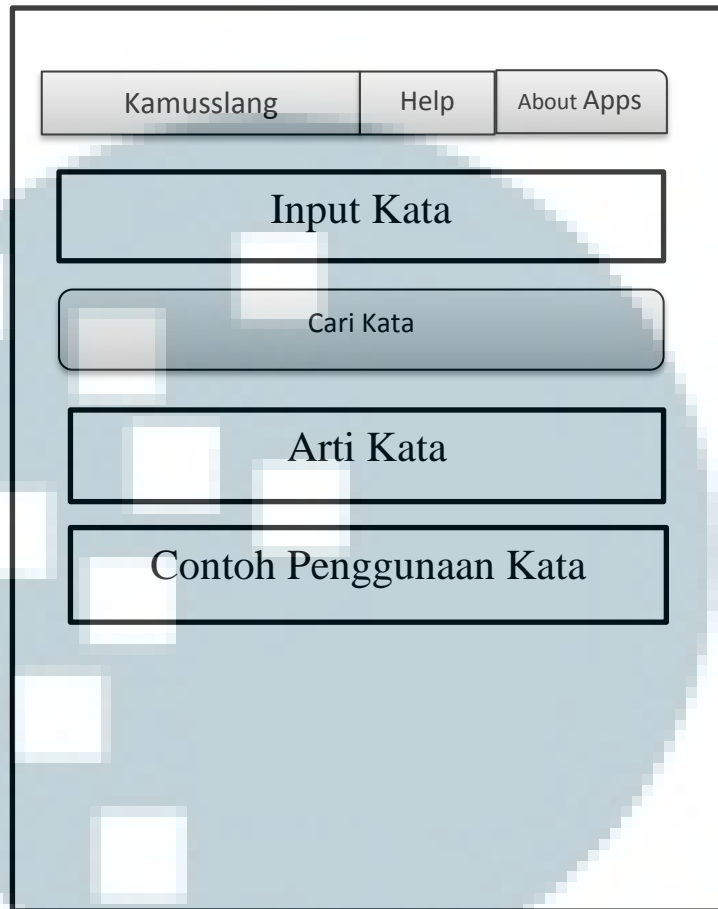 Kamusslang Help About Apps
Input Kata
Cari Kata
Arti Kata
Contoh Penggunaan Kata